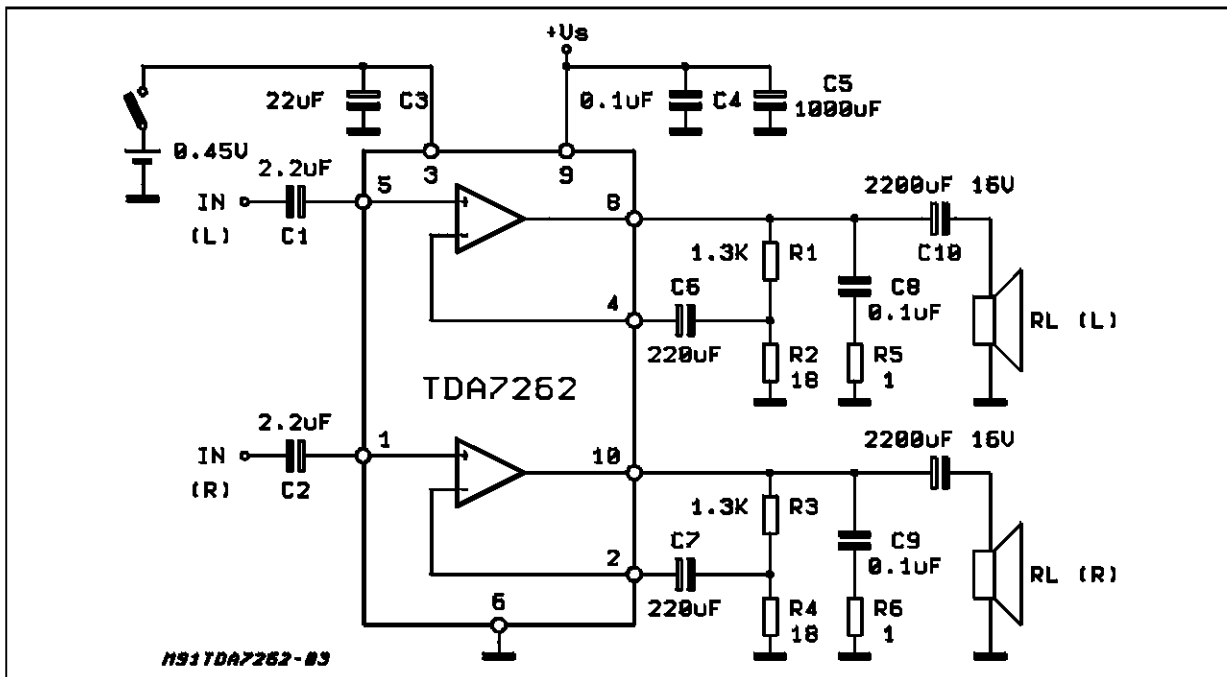 +Vs
22uF
C3
0.1uF
C4
C5
1000uF
0.45V
3
9
2.2uF
5
IN
(L)
C1
8
2200uF 16V
C10
1.3K
R1
C6
4
220uF
C8
0.1uF
R2
18
R5
1
RL (L)
TDA7262
2.2uF
1
IN
(R)
C2
10
2200uF 16V
1.3K
R3
C7
2
220uF
C9
0.1uF
R4
18
R6
1
RL (R)
6
M91TDA7262-03